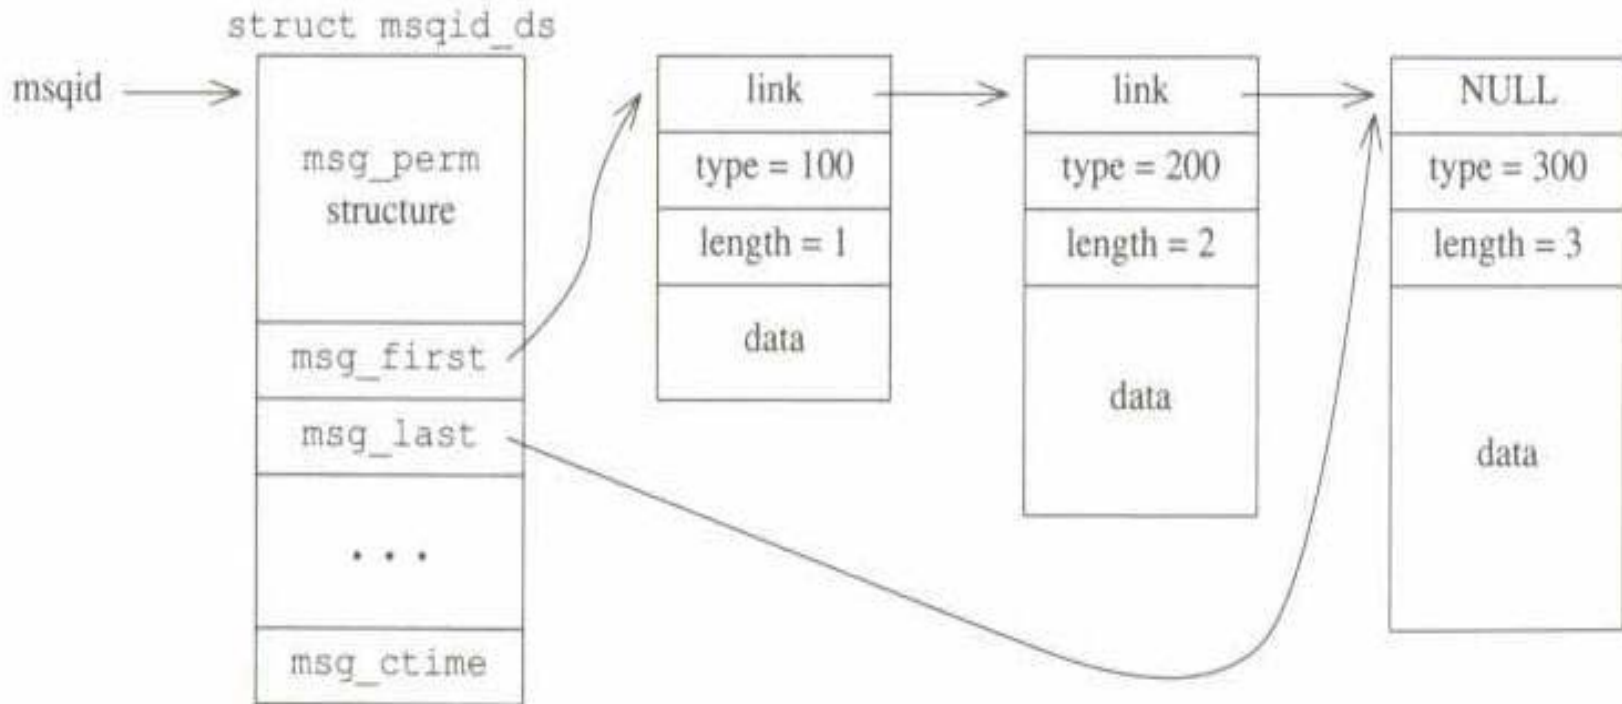 struct msqid_ds
msqid
msg_perm
structure
msg_first
msg_last
. . .
msg_ctime
link
type = 100
length = 1
data
link
type = 200
length = 2
data
NULL
type = 300
length = 3
data